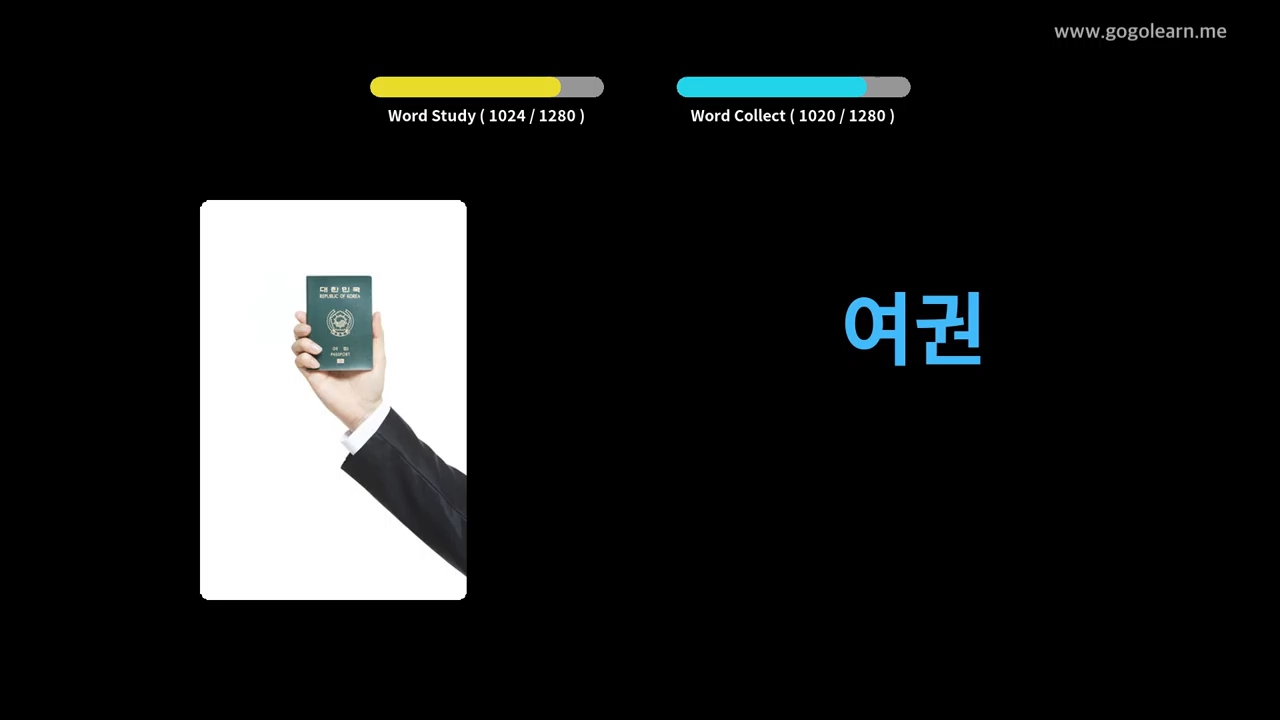 www.gogolearn.me
Word Study ( 1024 / 1280 )
Word Collect ( 1020 / 1280 )
대한민국
REPUBLIC OF KOREA
PASSPORT
여권